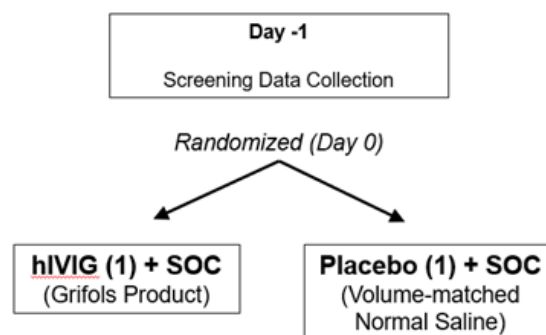 Day -1
Screening Data Collection
Randomized (Day 0)
hIVIG (1) + SOC
(Grifols Product)
Placebo (1) + SOC
(Volume-matched
Normal Saline)